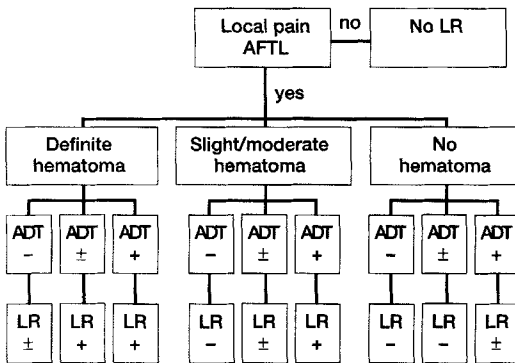 Local pain no No LR
AFTL
yes
Definite Slight/moderate No
hematoma hematoma hematoma
ADT ADT ADT ADT ADT ADT ADT ADT ADT
- ± + - ± + - ± +
LR LR LR LR LR LR LR LR LR
± + + - ± + - - ±